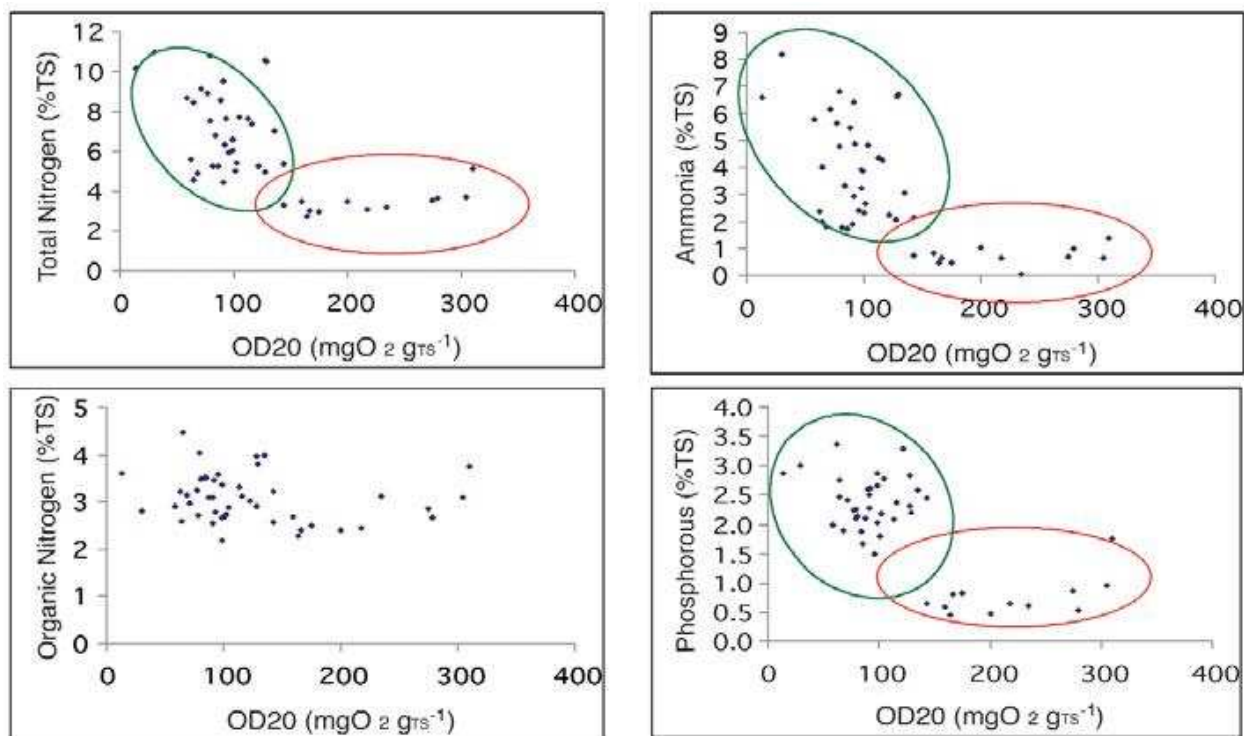 Total Nitrogen (%TS)
12
10
8
6
4
2
0
0 100 200 300 400
OD20 (mgO 2 gTS-1)
Ammonia (%TS)
9
8
7
6
5
4
3
2
1
0
0 100 200 300 400
OD20 (mgO 2 gTS-1)
Organic Nitrogen (%TS)
5
4
3
2
1
0
0 100 200 300 400
OD20 (mgO 2 gTS-1)
Phosphorous (%TS)
4.0
3.5
3.0
2.5
2.0
1.5
1.0
0.5
0.0
0 100 200 300 400
OD20 (mgO 2 gTS-1)